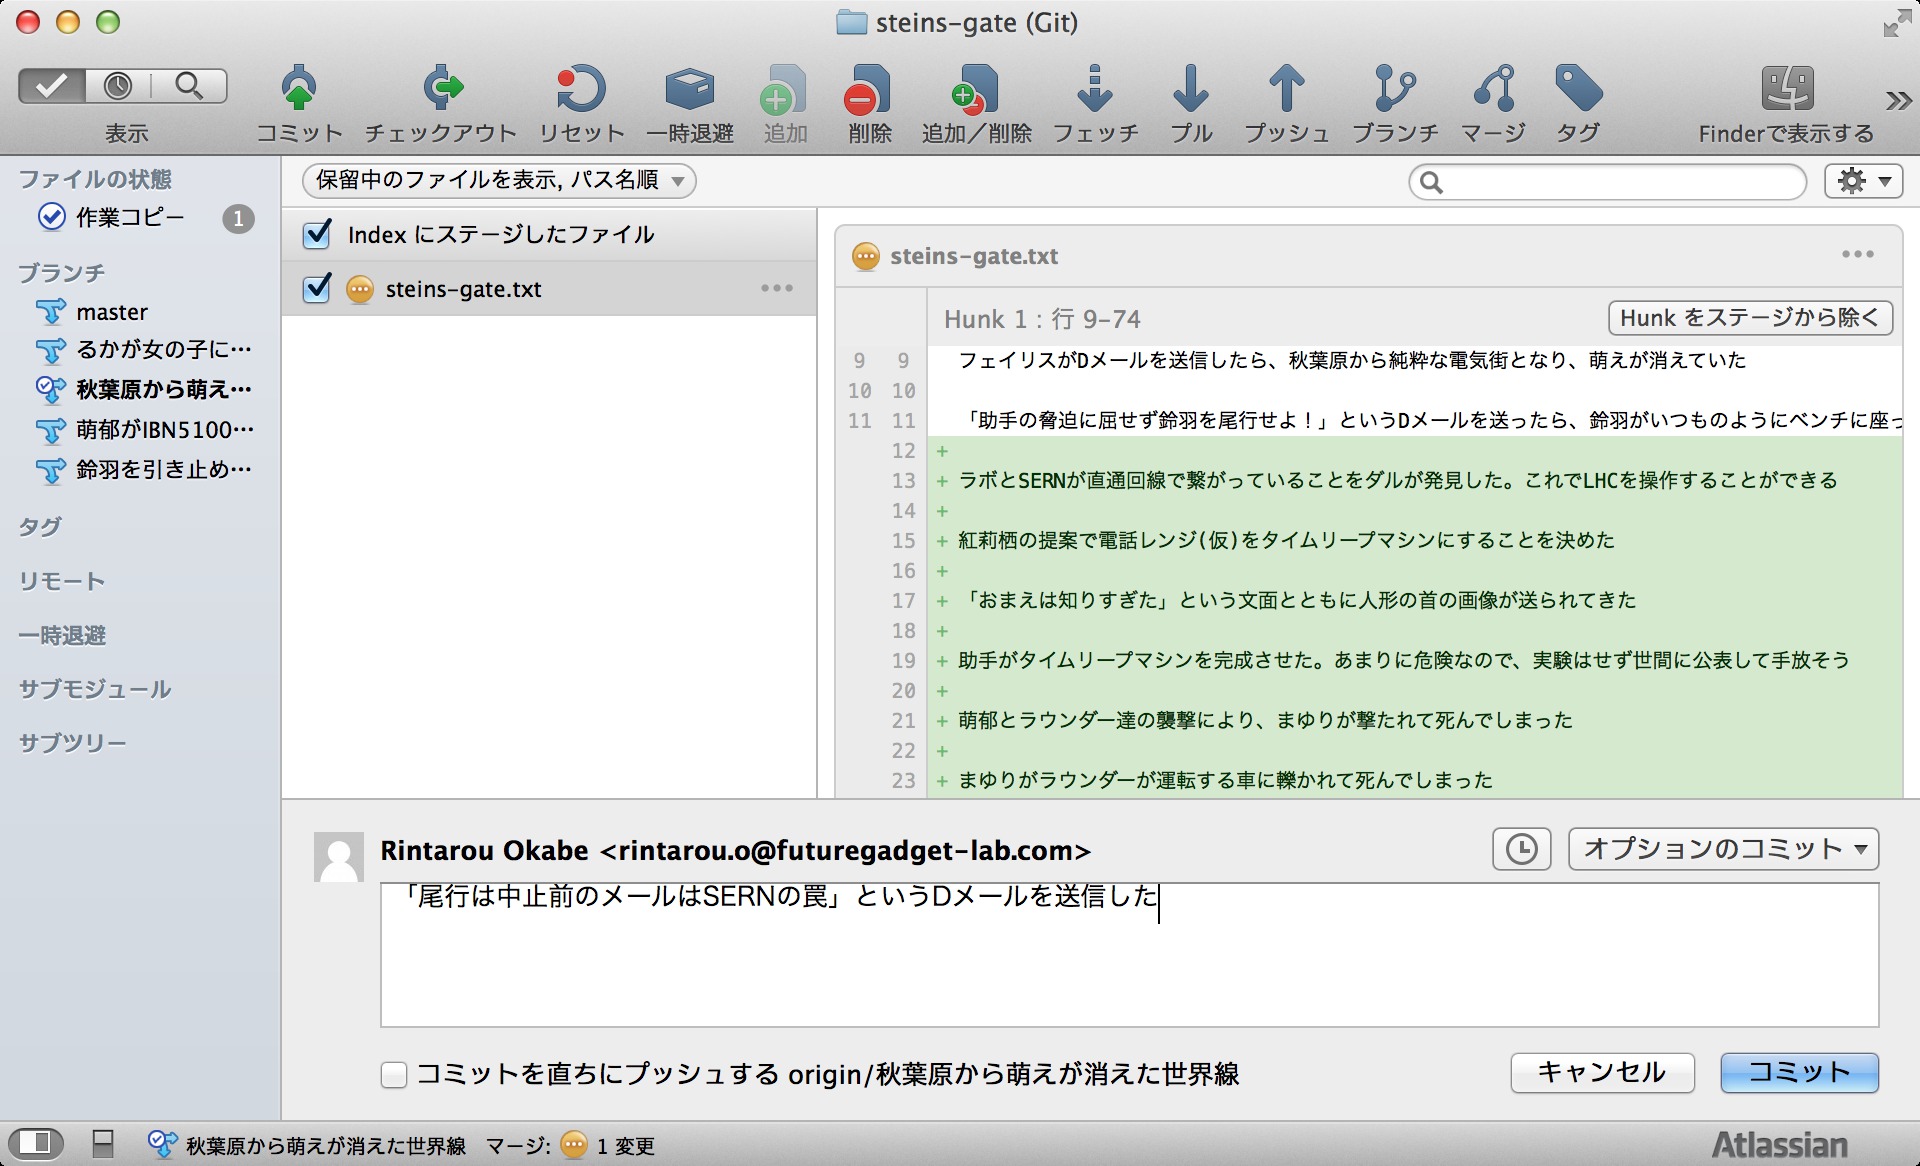 steins-gate (Git)
表示
コミット
チェックアウト
リセット
一時退避
追加
削除
追加／削除
フェッチ
プル
プッシュ
ブランチ
マージ
タグ
Finderで表示する
ファイルの状態
作業コピー 1
ブランチ
master
るかが女の子に…
秋葉原から萌え…
萌郁がIBN5100…
鈴羽を引き止め…
タグ
リモート
一時退避
サブモジュール
サブツリー
保留中のファイルを表示, パス名順
Index にステージしたファイル
steins-gate.txt
steins-gate.txt
Hunk 1 : 行 9-74
Hunk をステージから除く
9 9 フェイリスがDメールを送信したら、秋葉原から純粋な電気街となり、萌えが消えていた
10 10
11 11 「助手の脅迫に屈せず鈴羽を尾行せよ！」というDメールを送ったら、鈴羽がいつものようにベンチに座っ
12 +
13 + ラボとSERNが直通回線で繋がっていることをダルが発見した。これでLHCを操作することができる
14 +
15 + 紅莉栖の提案で電話レンジ(仮)をタイムリープマシンにすることを決めた
16 +
17 + 「おまえは知りすぎた」という文面とともに人形の首の画像が送られてきた
18 +
19 + 助手がタイムリープマシンを完成させた。あまりに危険なので、実験はせず世間に公表して手放そう
20 +
21 + 萌郁とラウンダー達の襲撃により、まゆりが撃たれて死んでしまった
22 +
23 + まゆりがラウンダーが運転する車に轢かれて死んでしまった
Rintarou Okabe <rintarou.o@futuregadget-lab.com>
オプションのコミット
「尾行は中止前のメールはSERNの罠」というDメールを送信した
コミットを直ちにプッシュする origin/秋葉原から萌えが消えた世界線
キャンセル
コミット
秋葉原から萌えが消えた世界線 マージ: 1 変更
Atlassian